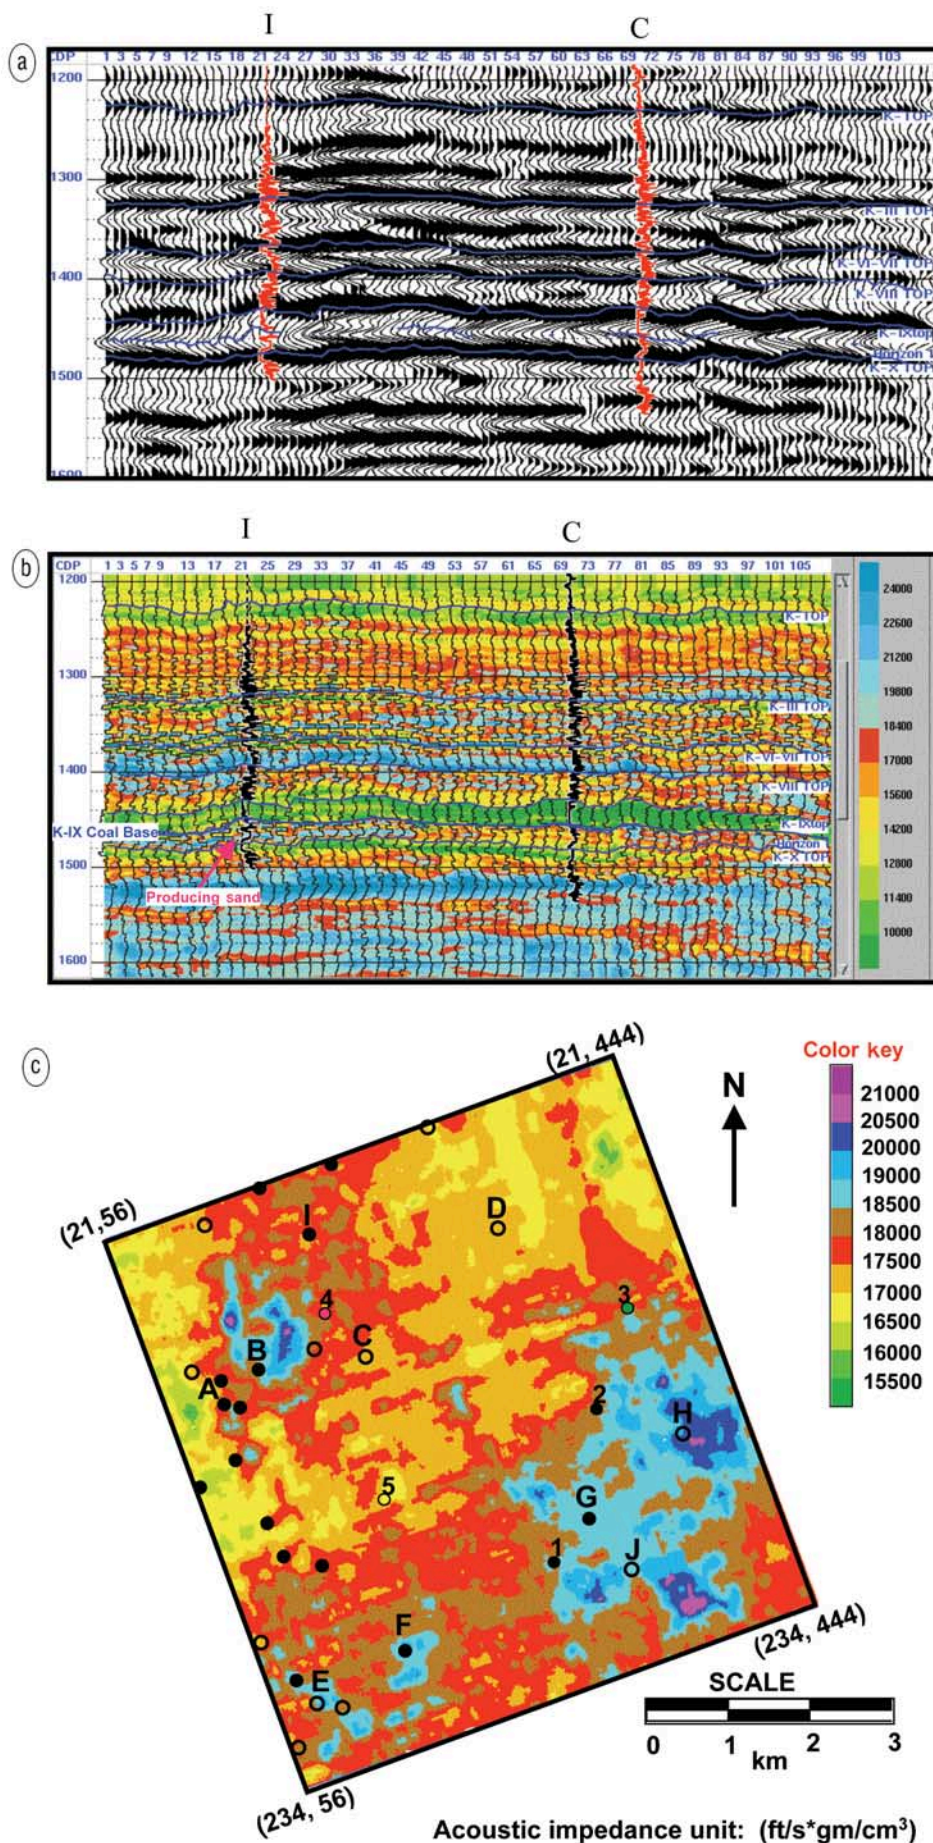 I C
a
CDP 1 3 5 7 9 12 15 18 21 24 27 30 33 36 39 42 45 48 51 54 57 60 63 66 69 72 75 78 81 84 87 90 93 96 99 103
1200
K-TOP
1300
K-III TOP
K-VI-VII TOP
1400
K-VIII TOP
K-IXtop
Horizon 1
K-X TOP
1500
1600
I C
b
CDP 1 3 5 7 9 13 17 21 25 29 33 37 41 45 49 53 57 61 65 69 73 77 81 85 89 93 97 101 105
1200
K-TOP
1300
K-III TOP
K-VI-VII TOP
1400
K-VIII TOP
K-IXtop
K-IX Coal Base
Horizon 1
K-X TOP
1500
Producing sand
1600
24000
22600
21200
19800
18400
17000
15600
14200
12800
11400
10000
c
(21, 444)
(21,56)
(234, 444)
(234, 56)
N
I
D
4
3
B
C
A
2
H
5
G
1
J
F
E
Color key
21000
20500
20000
19000
18500
18000
17500
17000
16500
16000
15500
SCALE
0 1 2 3
km
Acoustic impedance unit: (ft/s*gm/cm³)